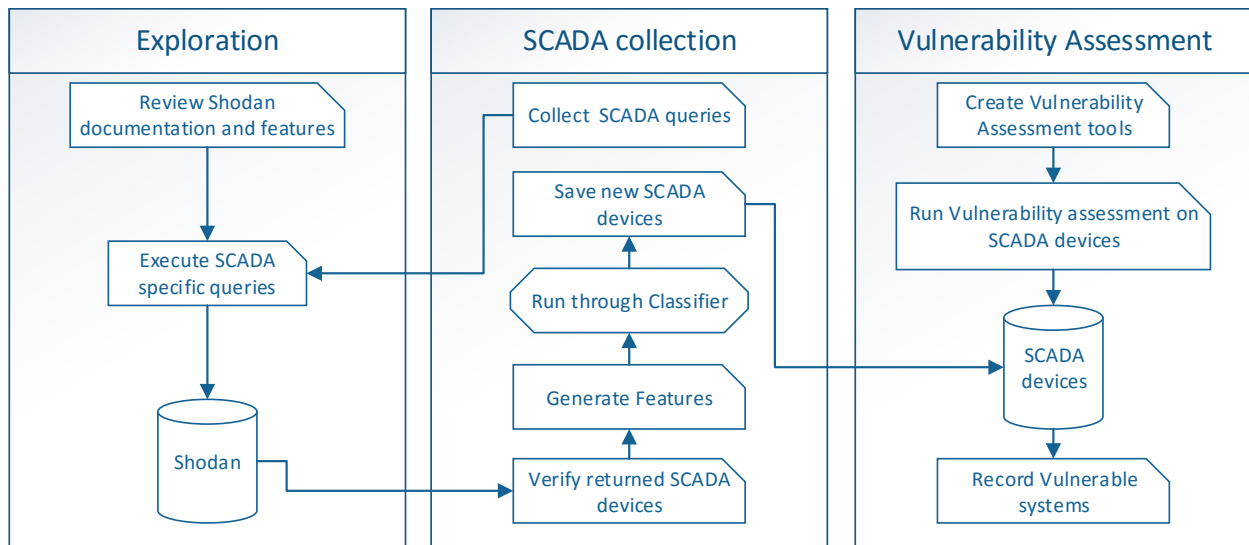 Exploration
Review Shodan
documentation and features
Execute SCADA
specific queries
Shodan
SCADA collection
Collect SCADA queries
Save new SCADA
devices
Run through Classifier
Generate Features
Verify returned SCADA
devices
Vulnerability Assessment
Create Vulnerability
Assessment tools
Run Vulnerability assessment on
SCADA devices
SCADA
devices
Record Vulnerable
systems